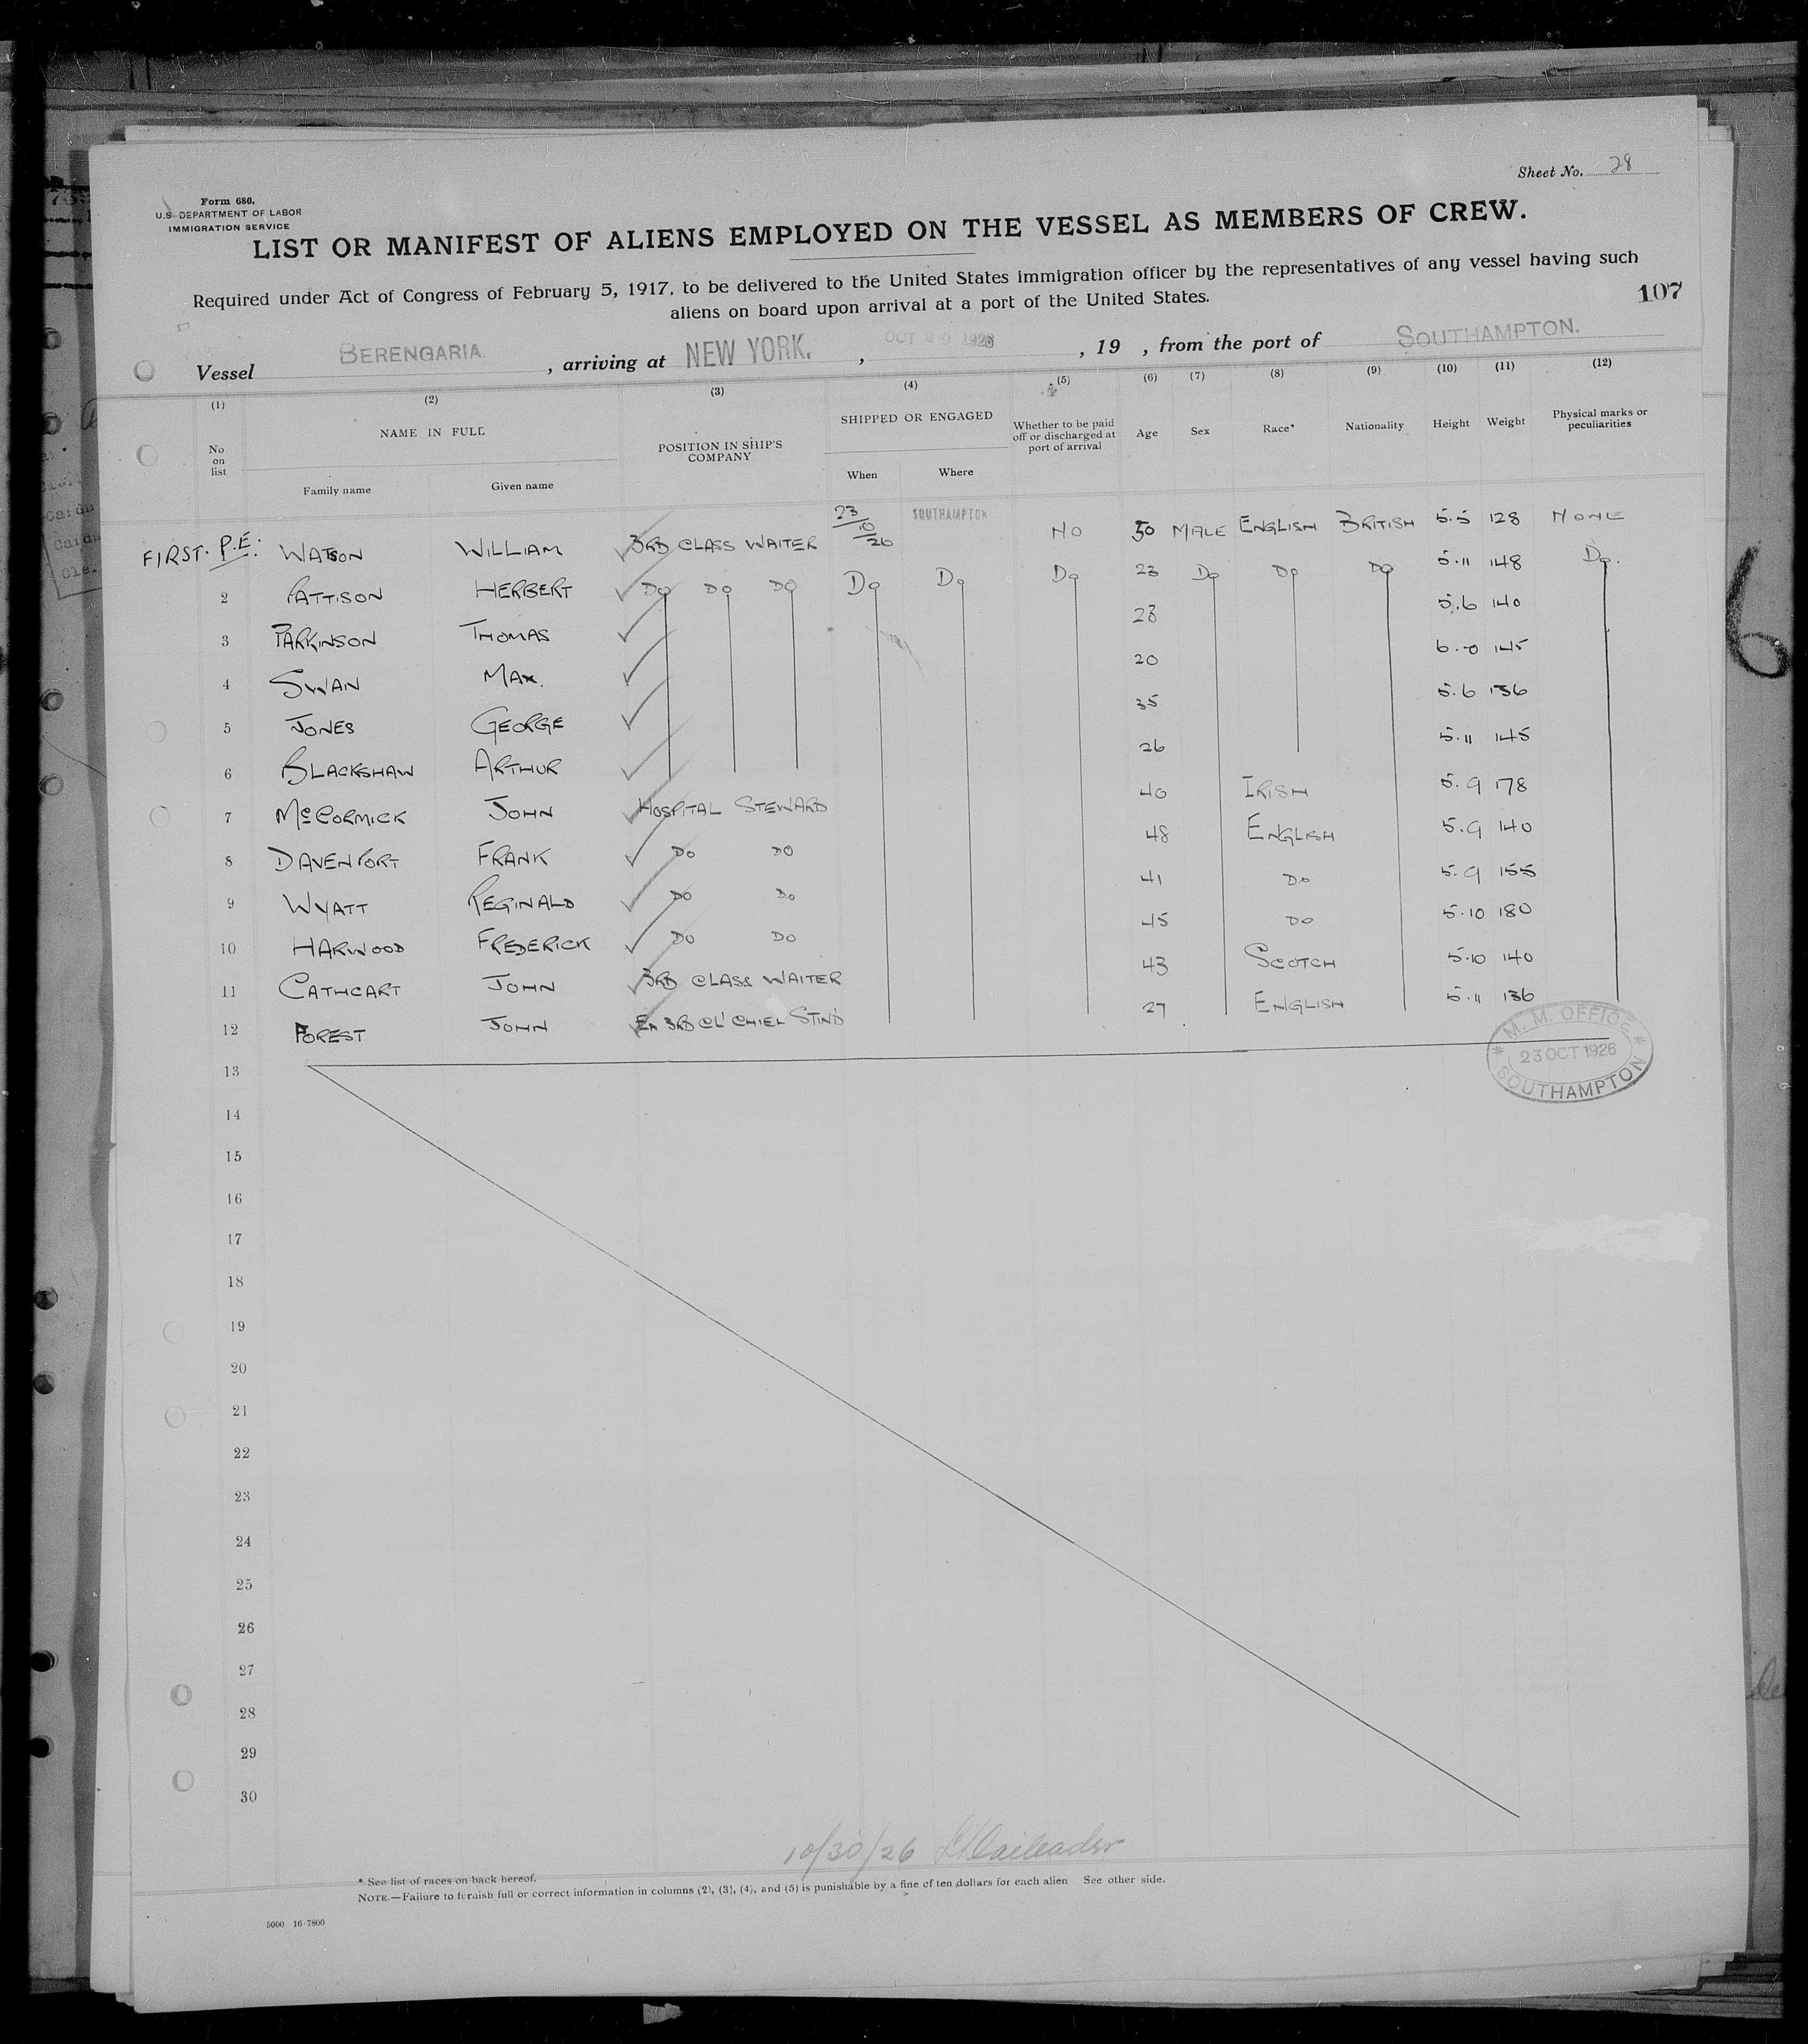 Sheet No. 28
Form 680.
U.S. DEPARTMENT OF LABOR
IMMIGRATION SERVICE
LIST OR MANIFEST OF ALIENS EMPLOYED ON THE VESSEL AS MEMBERS OF CREW.
Required under Act of Congress of February 5, 1917, to be delivered to the United States immigration officer by the representatives of any vessel having such
aliens on board upon arrival at a port of the United States.
107
Vessel BERENGARIA. , arriving at NEW YORK. , OCT 1926 , 19 , from the port of SOUTHAMPTON.
(1) (2) (3) (4) (5) (6) (7) (8) (9) (10) (11) (12)
No on list NAME IN FULL Family name Given name POSITION IN SHIP'S COMPANY SHIPPED OR ENGAGED When Where Whether to be paid off or discharged at port of arrival Age Sex Race* Nationality Height Weight Physical marks or peculiarities
FIRST. P.E: WATSON WILLIAM 3RD CLASS WAITER 23/10/26 SOUTHAMPTON NO 50 MALE ENGLISH BRITISH 5.5 128 NONE
2 PATTISON HERBERT DO DO DO Do Do Do 23 Do Do Do 5.11 148 Do.
3 PARKINSON THOMAS 28 5.6 140
4 SWAN MAX. 20 6.0 145
5 JONES GEORGE 35 5.6 136
6 BLACKSHAW ARTHUR 26 5.11 145
7 McCORMICK JOHN HOSPITAL STEWARD 40 IRISH 5.9 178
8 DAVENPORT FRANK DO DO 48 ENGLISH 5.9 140
9 WYATT REGINALD DO DO 41 DO 5.9 155
10 HARWOOD FREDERICK DO DO 45 DO 5.10 180
11 CATHCART JOHN 3RD CLASS WAITER 43 SCOTCH 5.10 140
12 FOREST JOHN 3RD CL' CHIEF 27 ENGLISH 5.11 136
M. M. OFFICE
23 OCT 1926
SOUTHAMPTON
13
14
15
16
17
18
19
20
21
22
23
24
25
26
27
28
29
30
10/30/26
* See list of races on back hereof.
NOTE.—Failure to furnish full or correct information in columns (2), (3), (4), and (5) is punishable by a fine of ten dollars for each alien See other side.
5000 16-7800
6